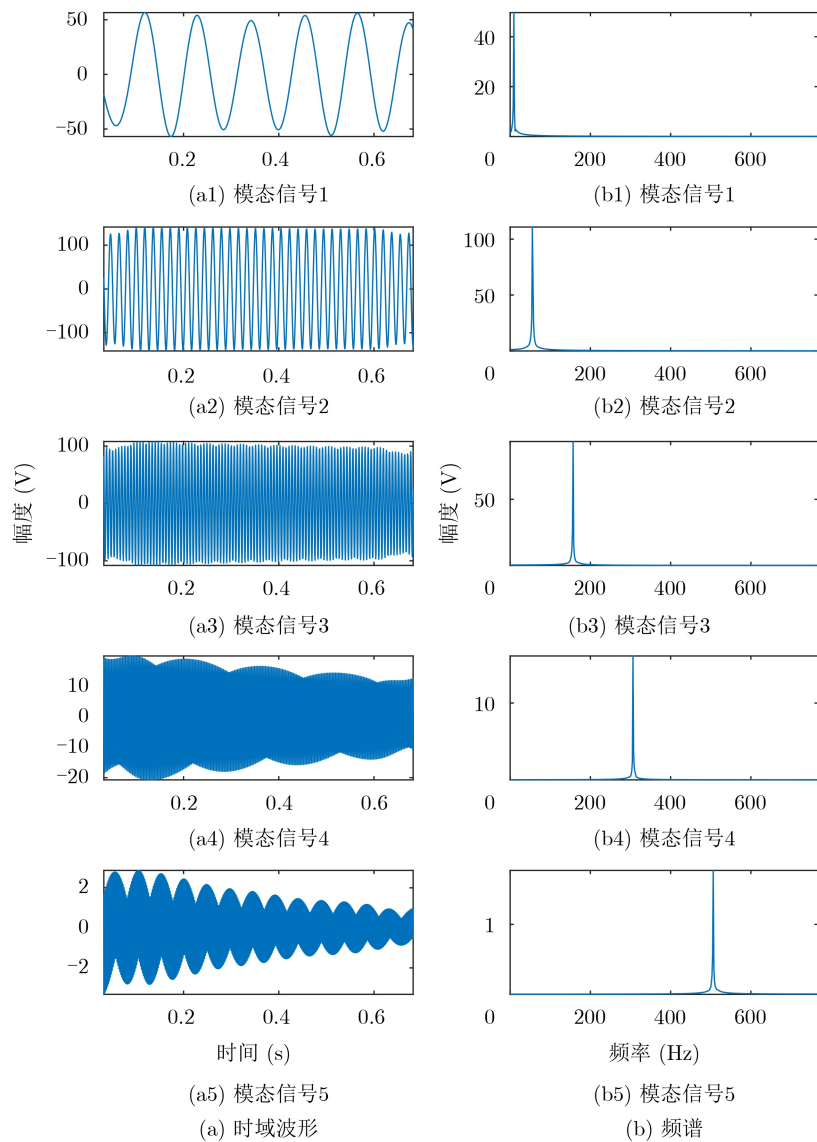 50
0
−50
0.2 0.4 0.6
(a1) 模态信号1
40
20
0 200 400 600
(b1) 模态信号1
100
0
−100
0.2 0.4 0.6
(a2) 模态信号2
100
50
0 200 400 600
(b2) 模态信号2
幅度 (V)
100
0
−100
0.2 0.4 0.6
(a3) 模态信号3
幅度 (V)
50
0 200 400 600
(b3) 模态信号3
10
0
−10
−20
0.2 0.4 0.6
(a4) 模态信号4
10
0 200 400 600
(b4) 模态信号4
2
0
−2
0.2 0.4 0.6
时间 (s)
(a5) 模态信号5
(a) 时域波形
1
0 200 400 600
频率 (Hz)
(b5) 模态信号5
(b) 频谱